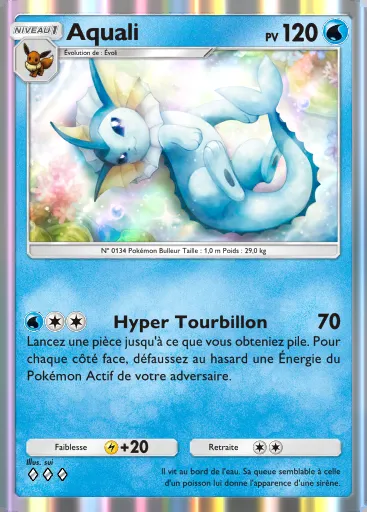 NIVEAU 1
Aquali
PV 120
Évolution de : Évoli
N° 0134 Pokémon Bulleur Taille : 1,0 m Poids : 29,0 kg
Hyper Tourbillon 70
Lancez une pièce jusqu'à ce que vous obteniez pile. Pour
chaque côté face, défaussez au hasard une Énergie du
Pokémon Actif de votre adversaire.
Faiblesse +20
Retraite
Illus. sui
Il vit au bord de l'eau. Sa queue semblable à celle
d'un poisson lui donne l'apparence d'une sirène.